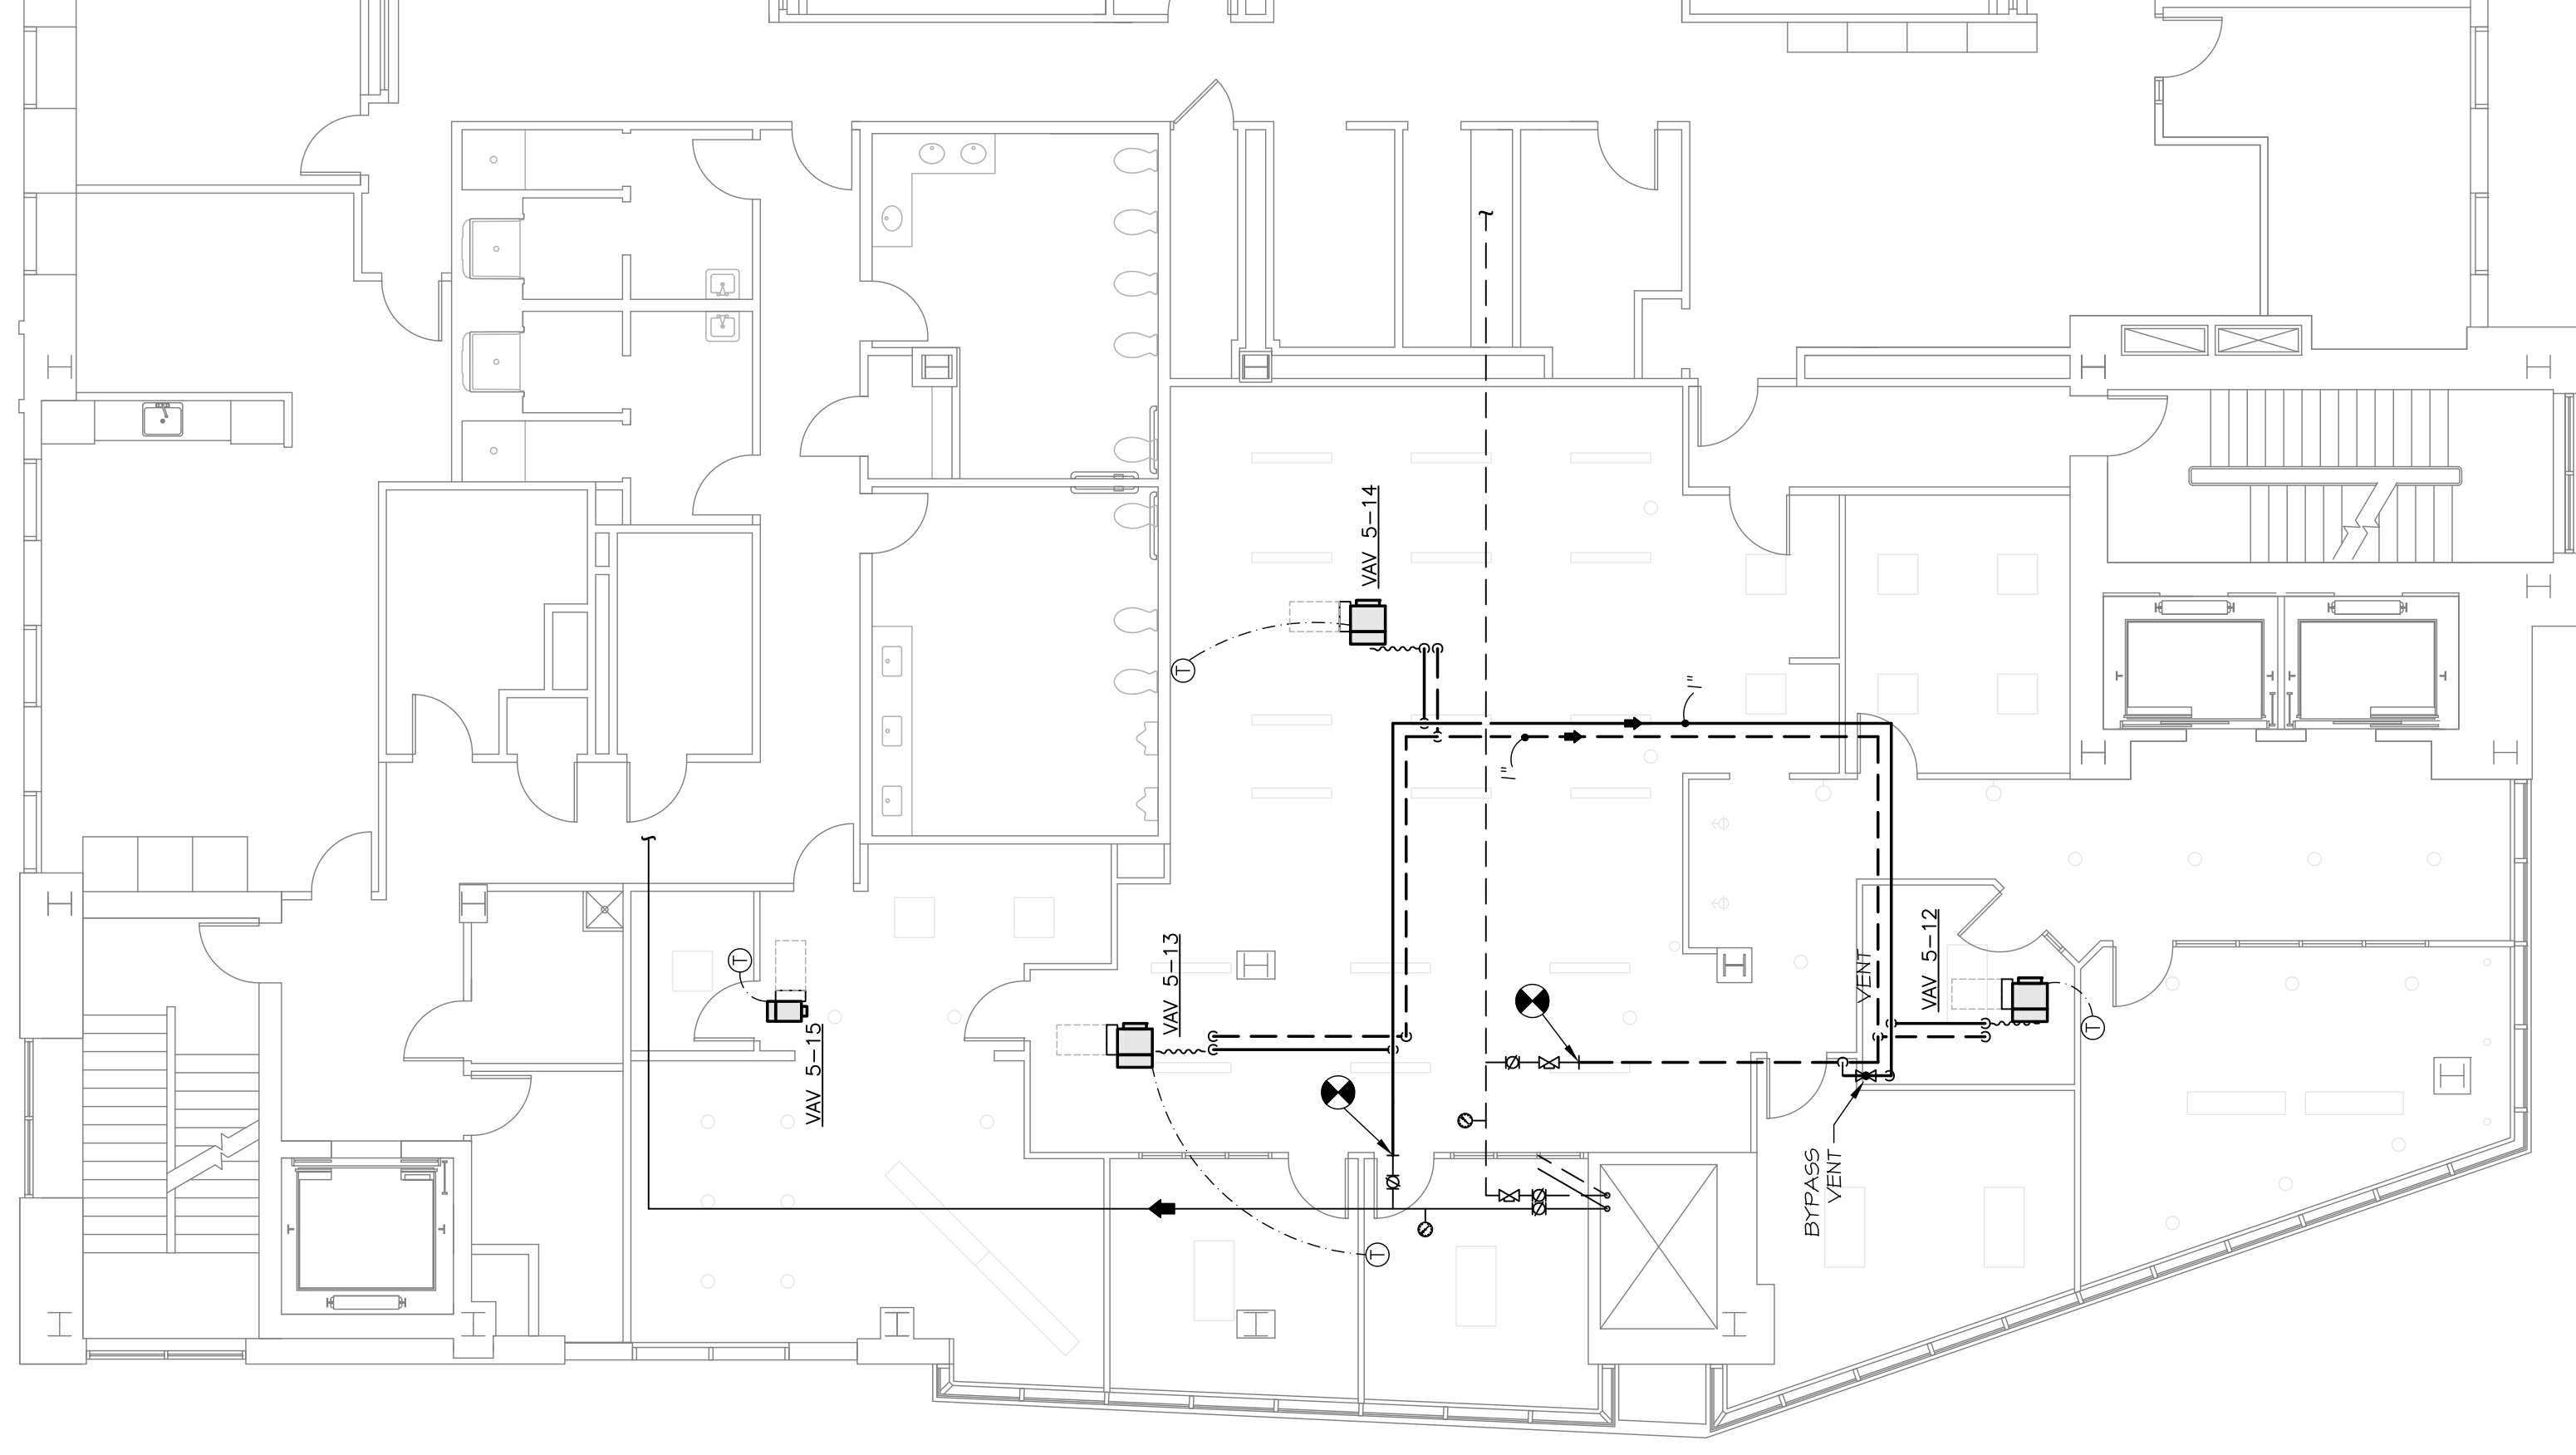 VAV 5-14
1"
1"
VAV 5-13
VAV 5-12
VENT
VAV 5-15
BYPASS
VENT
T
T
T
T